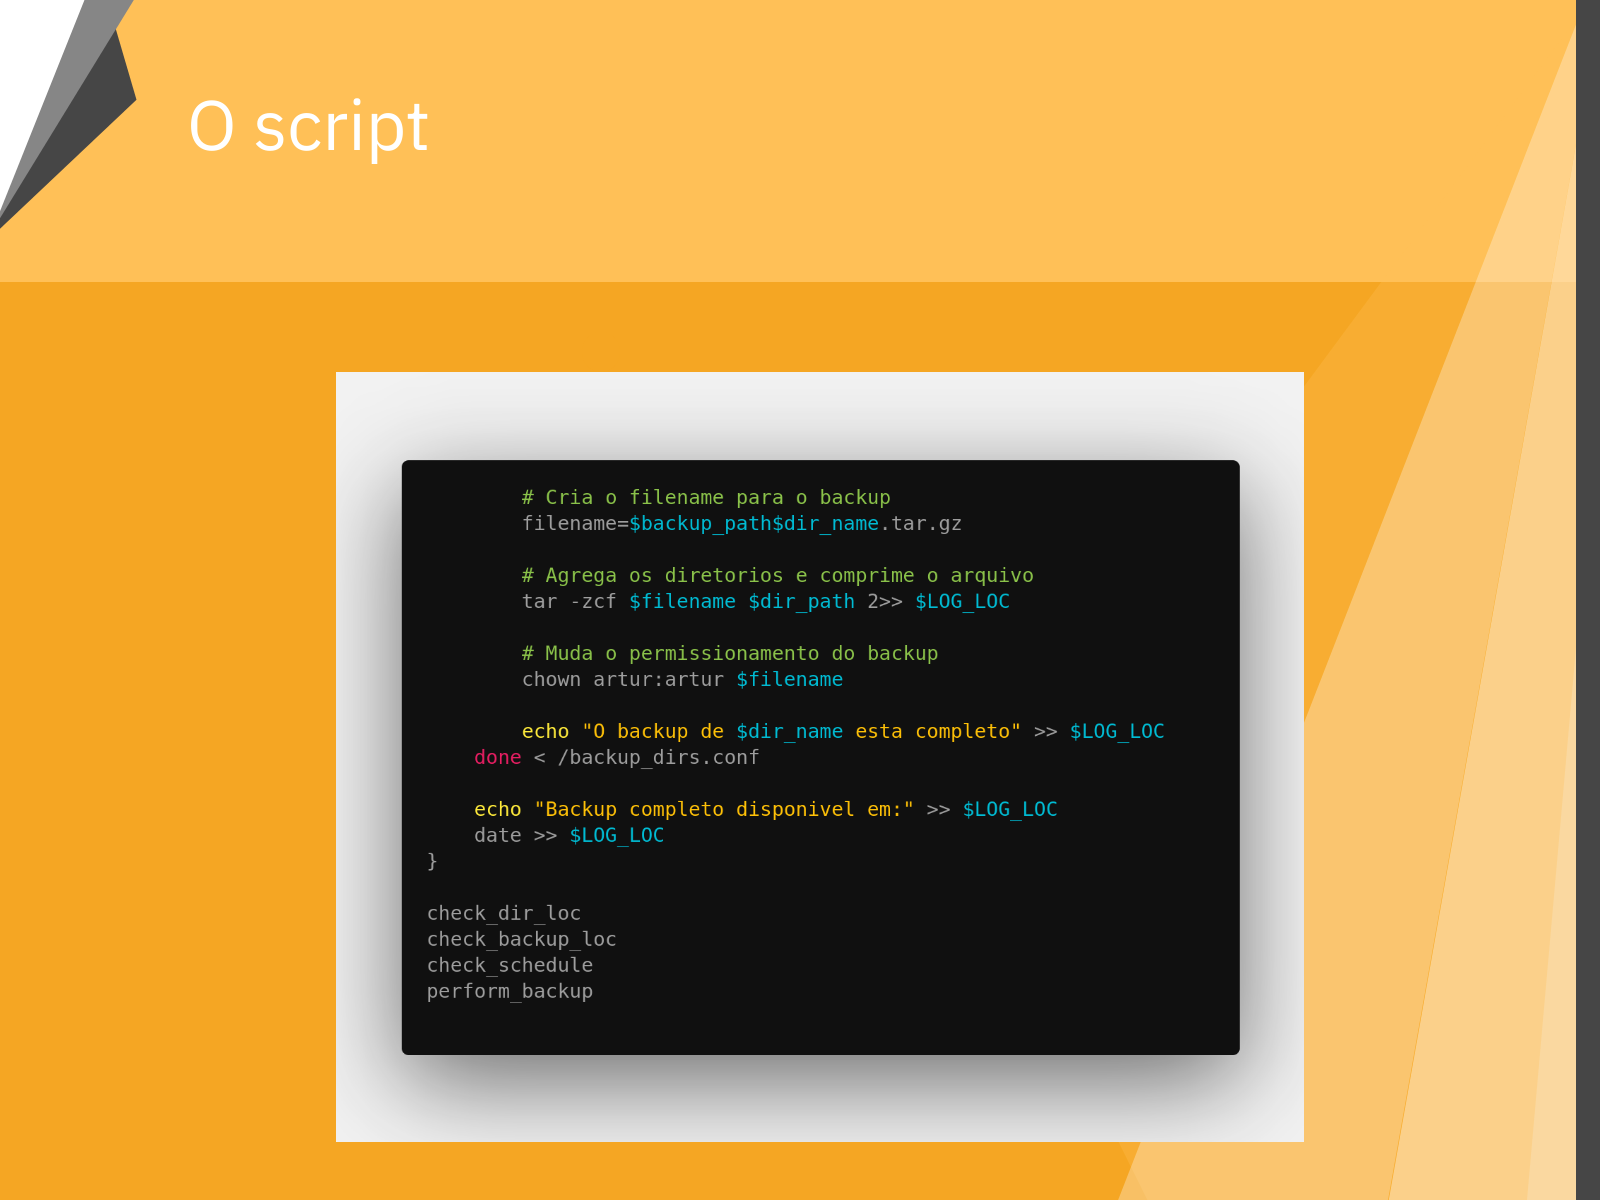 O script
# Cria o filename para o backup
filename=$backup_path$dir_name.tar.gz
# Agrega os diretorios e comprime o arquivo
tar -zcf $filename $dir_path 2>> $LOG_LOC
# Muda o permissionamento do backup
chown artur:artur $filename
echo "O backup de $dir_name esta completo" >> $LOG_LOC
done < /backup_dirs.conf
echo "Backup completo disponivel em:" >> $LOG_LOC
date >> $LOG_LOC
}
check_dir_loc
check_backup_loc
check_schedule
perform_backup